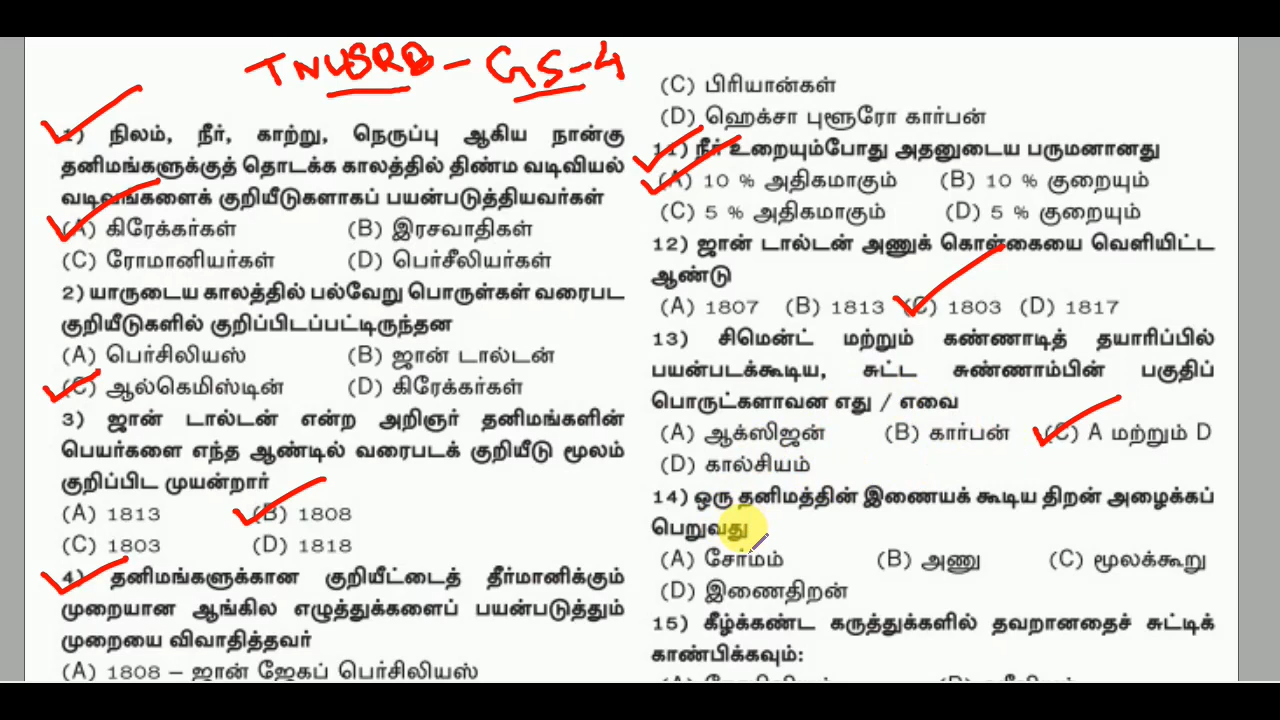 TNUSRB - GS-4
1) நிலம், நீர், காற்று, நெருப்பு ஆகிய நான்கு
தனிமங்களுக்குத் தொடக்க காலத்தில் திண்ம வடிவியல்
வடிவங்களைக் குறியீடுகளாகப் பயன்படுத்தியவர்கள்
(A) கிரேக்கர்கள் (B) இரசவாதிகள்
(C) ரோமானியர்கள் (D) பெர்சீலியர்கள்
2) யாருடைய காலத்தில் பல்வேறு பொருள்கள் வரைபட
குறியீடுகளில் குறிப்பிடப்பட்டிருந்தன
(A) பெர்சிலியஸ் (B) ஜான் டால்டன்
(C) ஆல்கெமிஸ்டின் (D) கிரேக்கர்கள்
3) ஜான் டால்டன் என்ற அறிஞர் தனிமங்களின்
பெயர்களை எந்த ஆண்டில் வரைபடக் குறியீடு மூலம்
குறிப்பிட முயன்றார்
(A) 1813 (B) 1808
(C) 1803 (D) 1818
4) தனிமங்களுக்கான குறியீட்டைத் தீர்மானிக்கும்
முறையான ஆங்கில எழுத்துக்களைப் பயன்படுத்தும்
முறையை விவாதித்தவர்
(A) 1808 – ஜான் ஜேகப் பெர்சிலியஸ்
(C) பிரியான்கள்
(D) ஹெக்சா புளூரோ கார்பன்
11) நீர் உறையும்போது அதனுடைய பருமனானது
(A) 10 % அதிகமாகும் (B) 10 % குறையும்
(C) 5 % அதிகமாகும் (D) 5 % குறையும்
12) ஜான் டால்டன் அணுக் கொள்கையை வெளியிட்ட
ஆண்டு
(A) 1807 (B) 1813 (C) 1803 (D) 1817
13) சிமென்ட் மற்றும் கண்ணாடித் தயாரிப்பில்
பயன்படக்கூடிய, சுட்ட சுண்ணாம்பின் பகுதிப்
பொருட்களாவன எது / எவை
(A) ஆக்ஸிஜன் (B) கார்பன் (C) A மற்றும் D
(D) கால்சியம்
14) ஒரு தனிமத்தின் இணையக் கூடிய திறன் அழைக்கப்
பெறுவது
(A) சேர்மம் (B) அணு (C) மூலக்கூறு
(D) இணைதிறன்
15) கீழ்க்கண்ட கருத்துக்களில் தவறானதைச் சுட்டிக்
காண்பிக்கவும்: